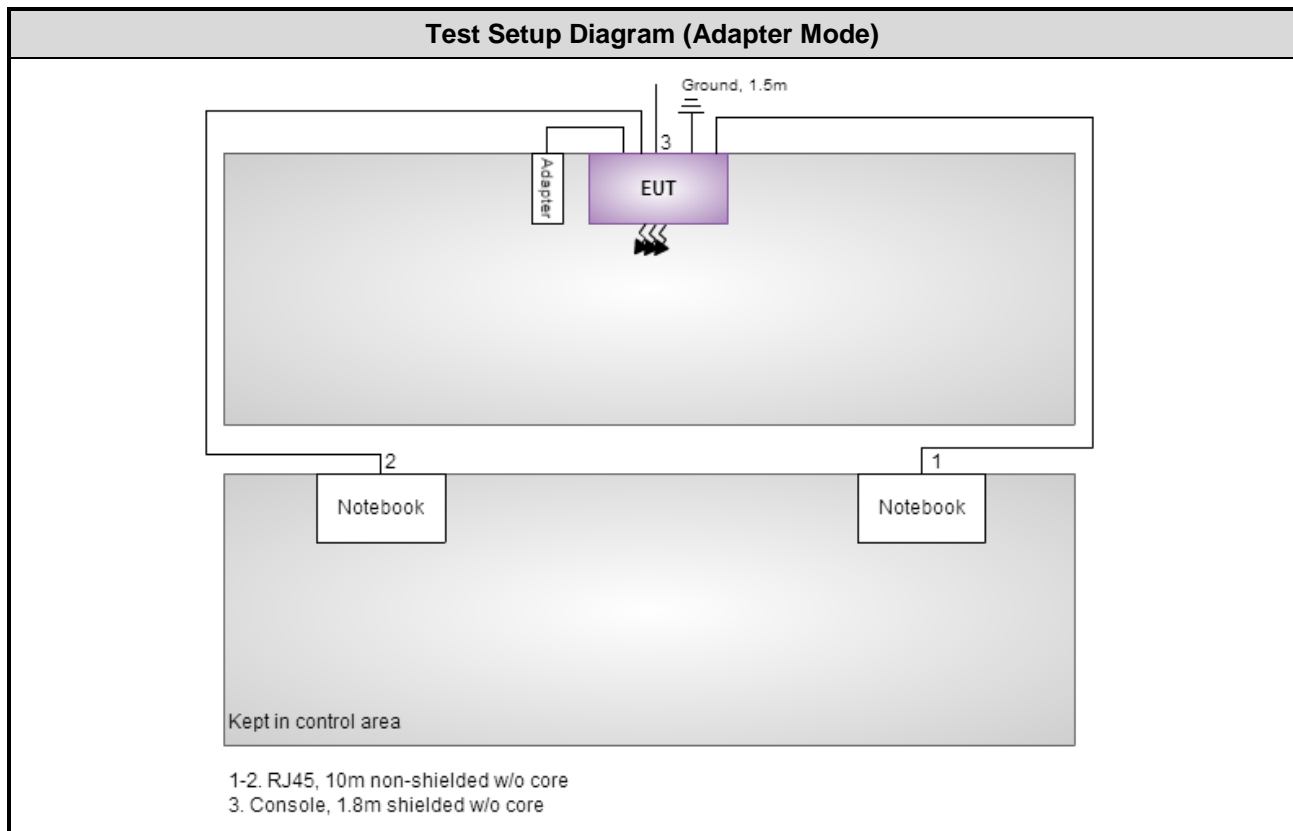 Test Setup Diagram (Adapter Mode)
Ground, 1.5m
3
Adapter
EUT
2
1
Notebook
Notebook
Kept in control area
1-2. RJ45, 10m non-shielded w/o core
3. Console, 1.8m shielded w/o core